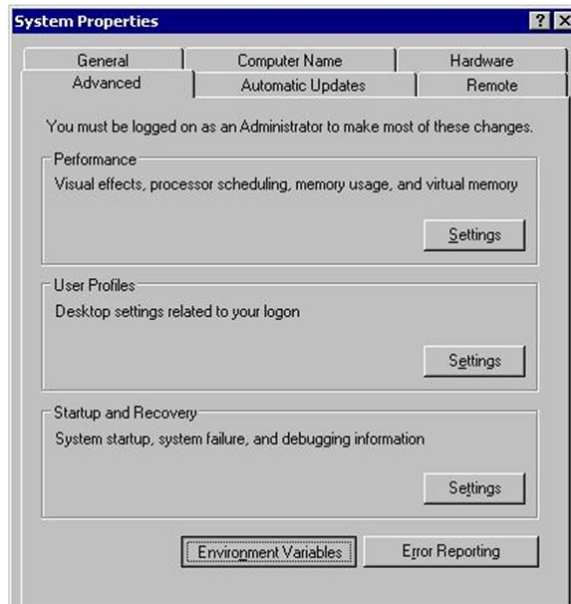 System Properties
General Computer Name Hardware
Advanced Automatic Updates Remote
You must be logged on as an Administrator to make most of these changes.
Performance
Visual effects, processor scheduling, memory usage, and virtual memory
Settings
User Profiles
Desktop settings related to your logon
Settings
Startup and Recovery
System startup, system failure, and debugging information
Settings
Environment Variables Error Reporting